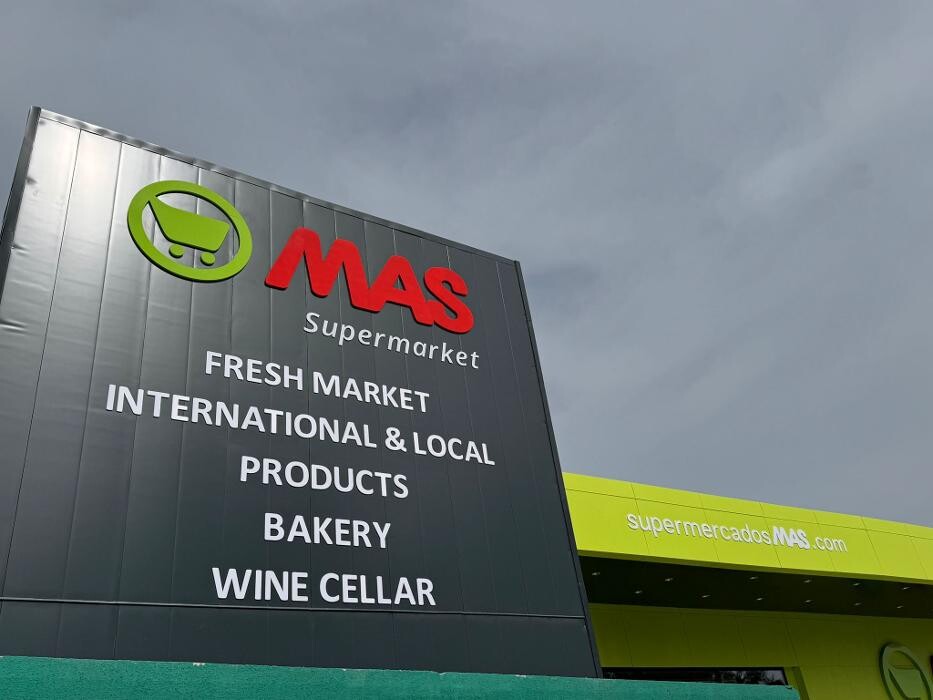 MAS
Supermarket
FRESH MARKET
INTERNATIONAL & LOCAL
PRODUCTS
BAKERY
WINE CELLAR
supermercadosMAS.com